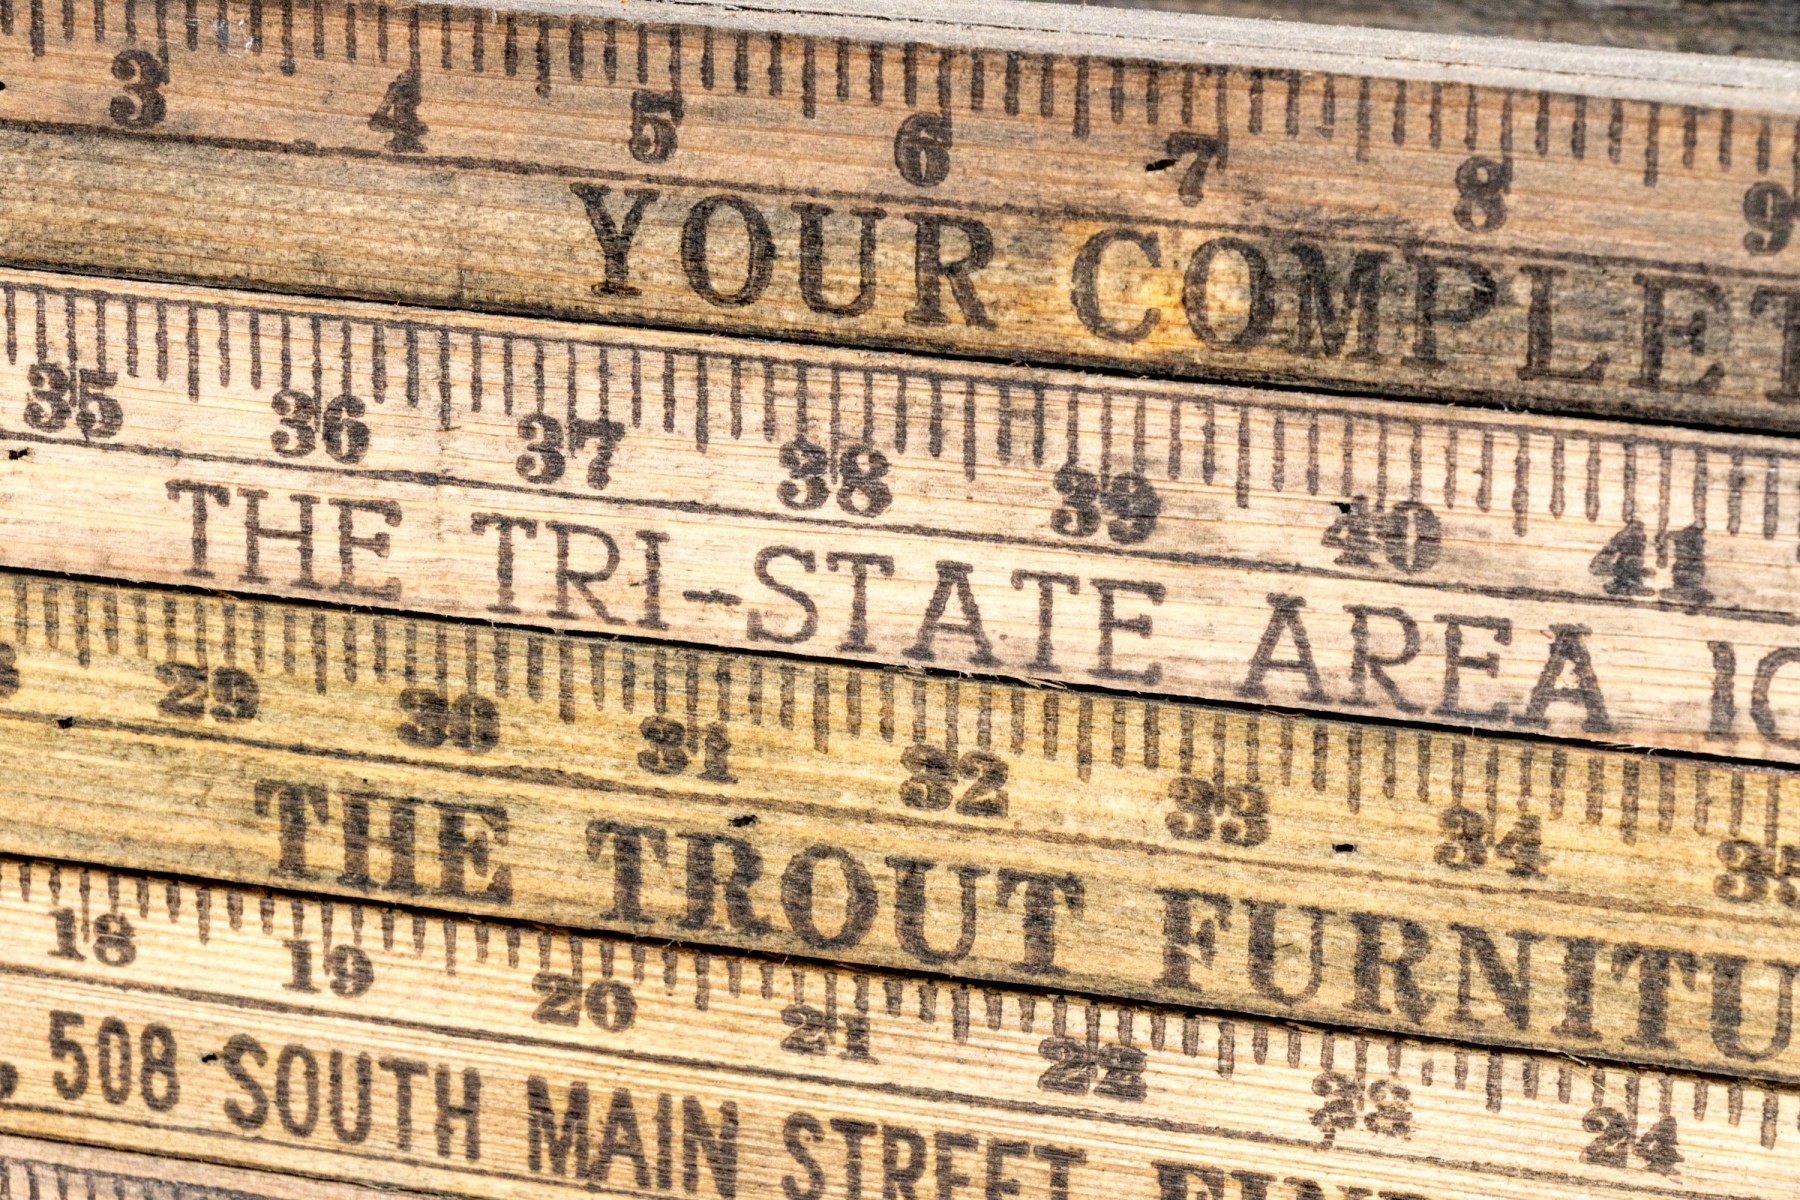 3 4 5 6 7 8 9
YOUR COMPLET
35 36 37 38 39 40 41
THE TRI-STATE AREA
29 30 31 32 33 34 35
THE TROUT FURNITU
18 19 20 21 22 23 24
, 508 SOUTH MAIN STREET